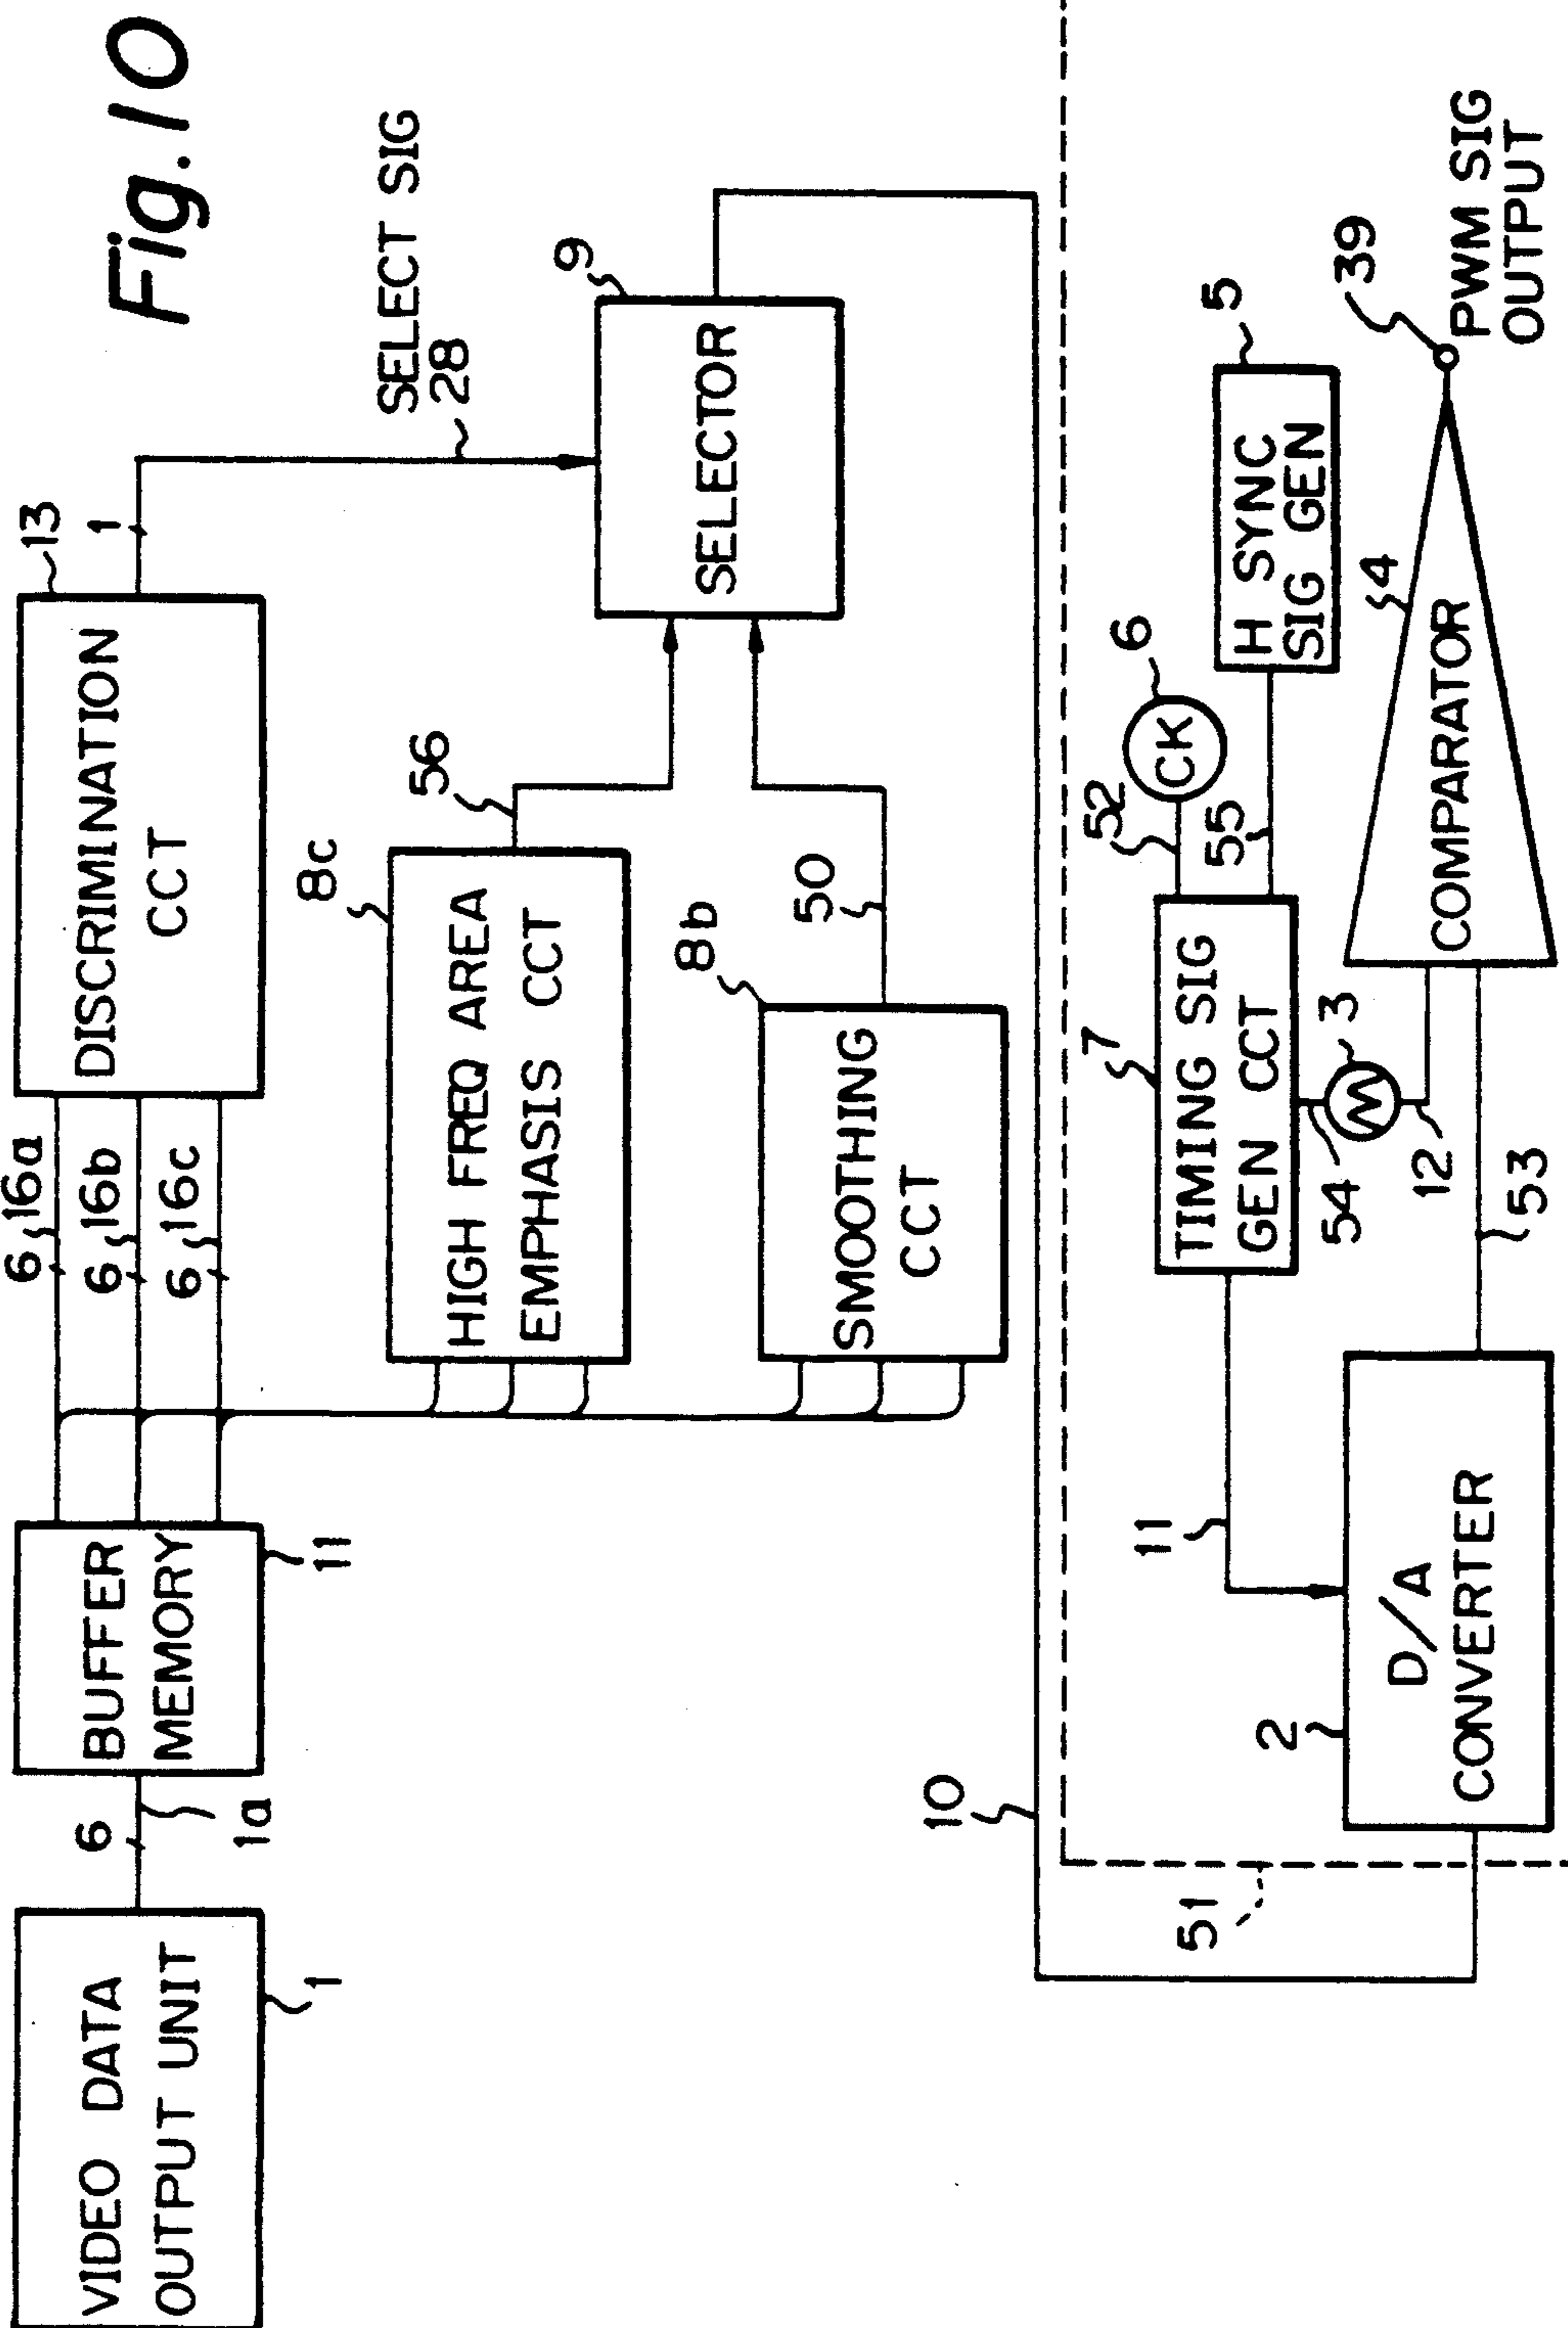 Fig. 10
VIDEO DATA
OUTPUT UNIT
1
6
1a
BUFFER
MEMORY
11
6
16a
6
16b
6
16c
DISCRIMINATION
CCT
13
1
SELECT SIG
28
HIGH FREQ AREA
EMPHASIS CCT
8c
56
SMOOTHING
CCT
8b
50
SELECTOR
9
10
51
D/A
CONVERTER
2
11
TIMING SIG
GEN CCT
7
52
CK
6
55
H SYNC
SIG GEN
5
54
3
12
53
COMPARATOR
4
39
PWM SIG
OUTPUT